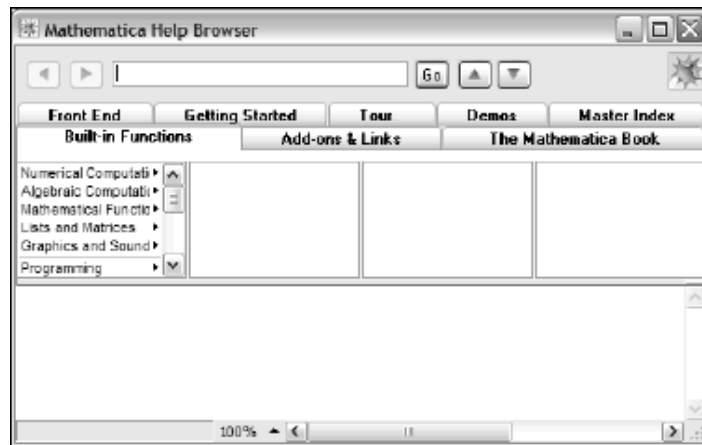 Mathematica Help Browser
Go
Front End Getting Started Tour Demos Master Index
Built-in Functions Add-ons & Links The Mathematica Book
Numerical Computati
Algebraic Computati
Mathematical Functio
Lists and Matrices
Graphics and Sound
Programming
100%